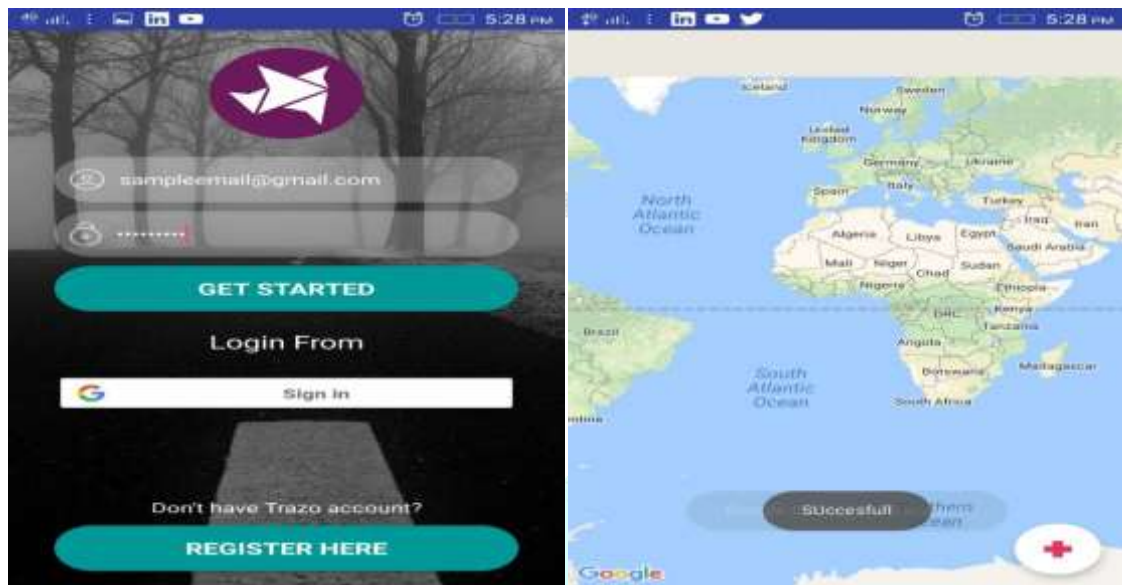 5:28 PM
sampleemail@gmail.com
GET STARTED
Login From
Sign in
Don't have Trazo account?
REGISTER HERE
5:28 PM
Iceland
Sweden
Norway
United
Kingdom
Germany
Ukraine
Spain
Italy
Turkey
North
Atlantic
Ocean
Iraq
Iran
Algeria
Libya
Egypt
Saudi Arabia
Mali
Niger
Chad
Sudan
Nigeria
Ethiopia
DRC
Kenya
Tanzania
Brazil
Angola
South
Atlantic
Ocean
Botswana
Madagascar
South Africa
ntina
SUccesfull
Google